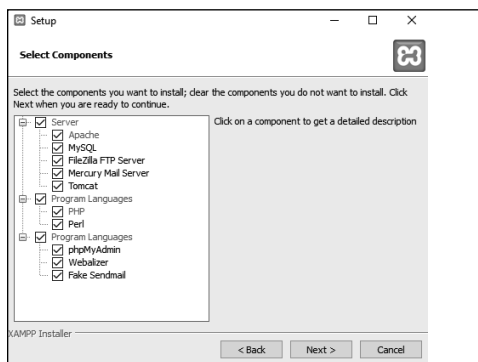 Setup
Select Components
Select the components you want to install; clear the components you do not want to install. Click
Next when you are ready to continue.
Server
Apache
MySQL
FileZilla FTP Server
Mercury Mail Server
Tomcat
Program Languages
PHP
Perl
Program Languages
phpMyAdmin
Webalizer
Fake Sendmail
Click on a component to get a detailed description
XAMPP Installer
< Back
Next >
Cancel